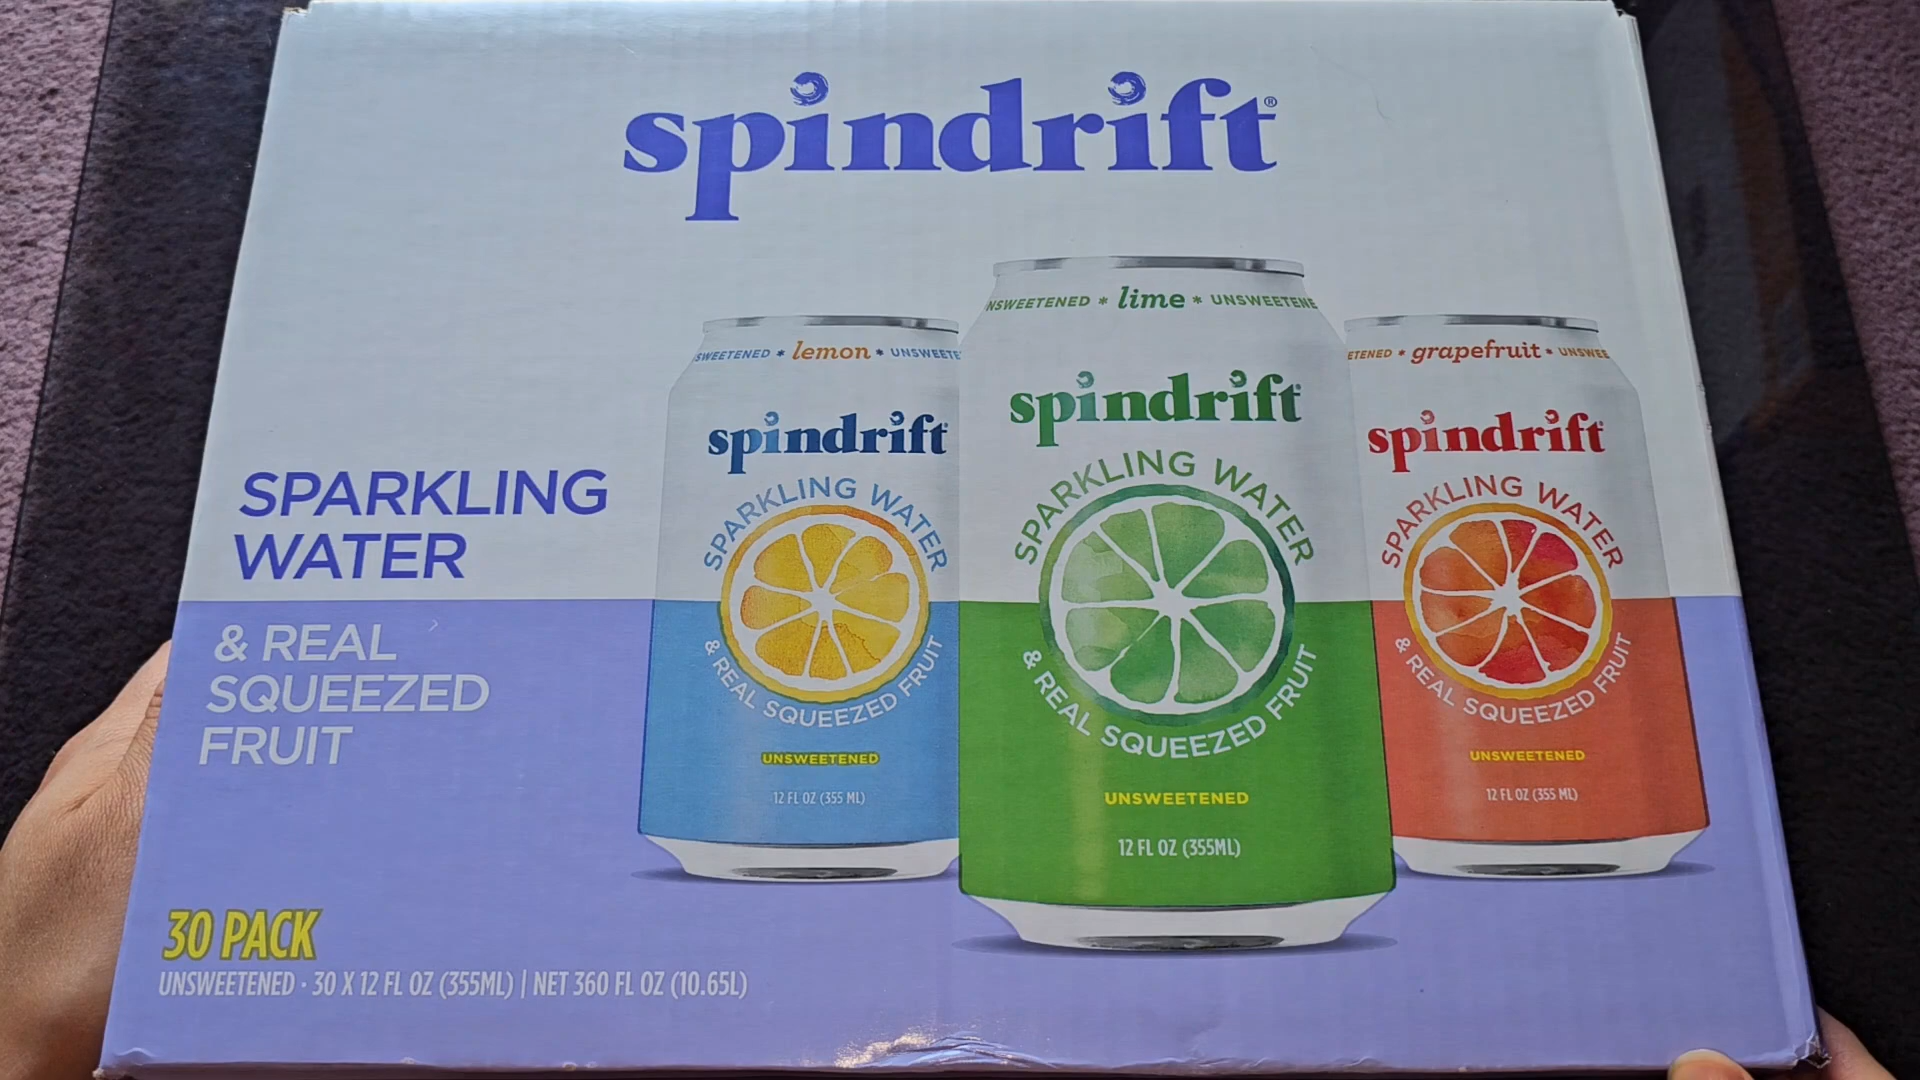 spindrift®
SPARKLING
WATER
& REAL
SQUEEZED
FRUIT
30 PACK
UNSWEETENED · 30 X 12 FL OZ (355ML) | NET 360 FL OZ (10.65L)
SWEETENED * lemon * UNSWEETE
spindrift
SPARKLING WATER
& REAL SQUEEZED FRUIT
UNSWEETENED
12 FL OZ (355 ML)
NSWEETENED * lime * UNSWEETENE
spindrift
SPARKLING WATER
& REAL SQUEEZED FRUIT
UNSWEETENED
12 FL OZ (355ML)
ETENED * grapefruit * UNSWEE
spindrift
SPARKLING WATER
& REAL SQUEEZED FRUIT
UNSWEETENED
12 FL OZ (355 ML)